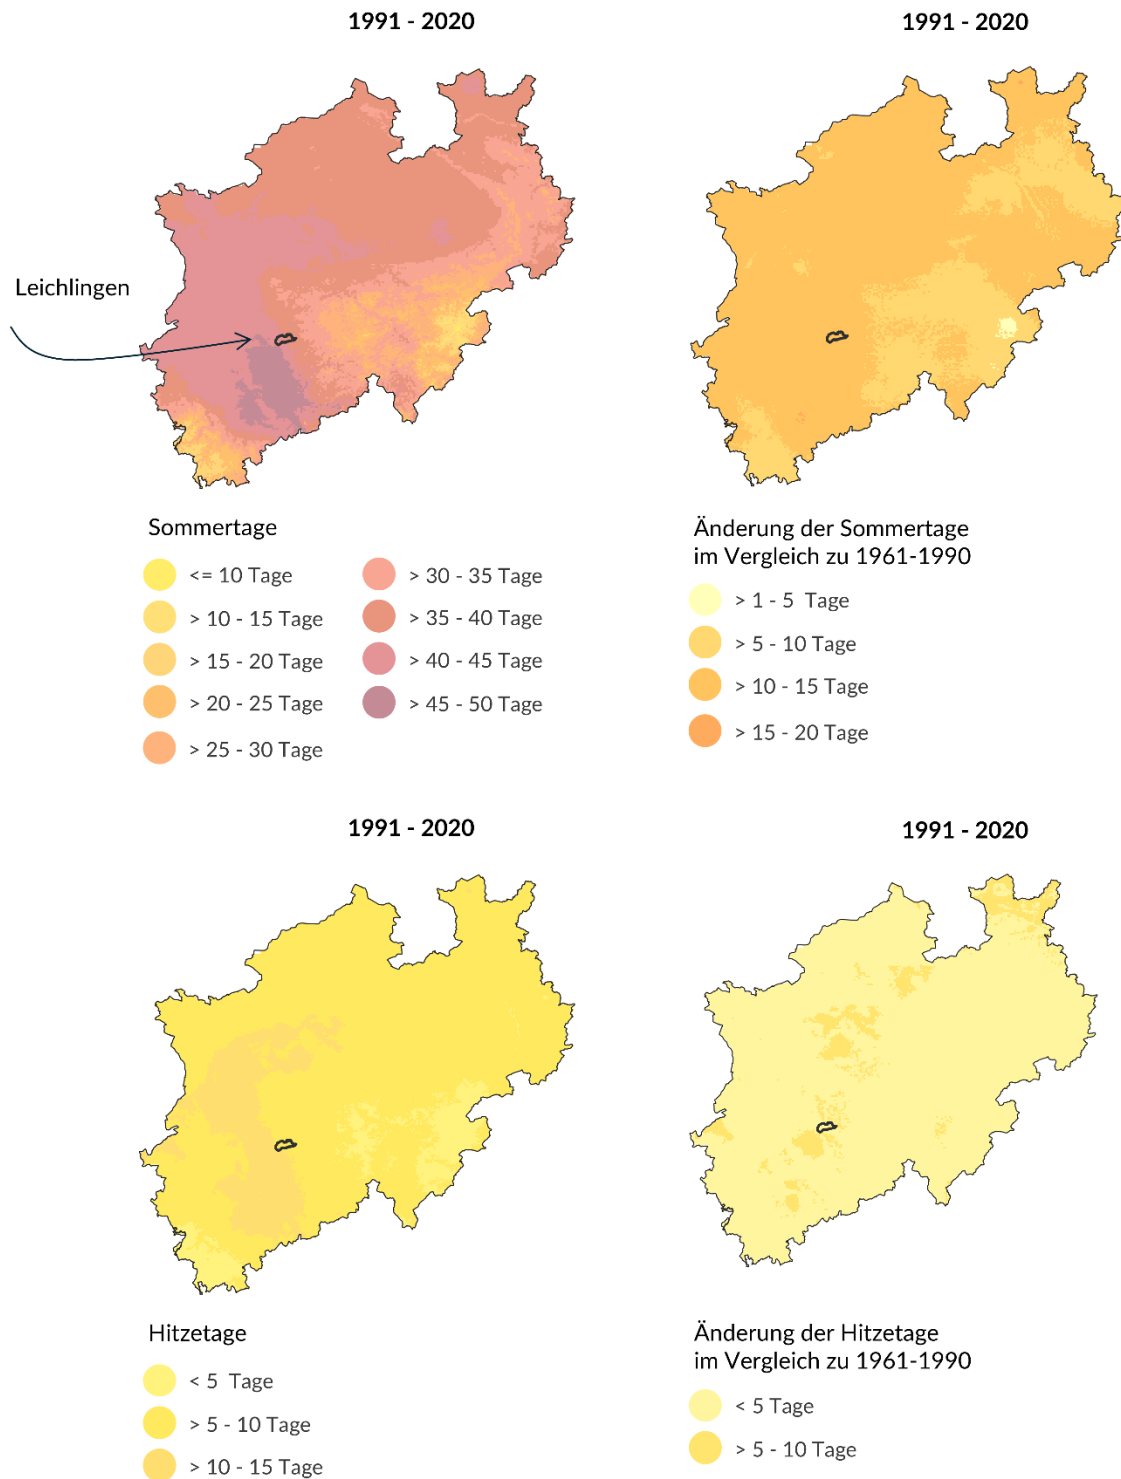 1991 - 2020
1991 - 2020
Leichlingen
Sommertage
<= 10 Tage
> 10 - 15 Tage
> 15 - 20 Tage
> 20 - 25 Tage
> 25 - 30 Tage
> 30 - 35 Tage
> 35 - 40 Tage
> 40 - 45 Tage
> 45 - 50 Tage
Änderung der Sommertage
im Vergleich zu 1961-1990
> 1 - 5 Tage
> 5 - 10 Tage
> 10 - 15 Tage
> 15 - 20 Tage
1991 - 2020
1991 - 2020
Hitzetage
< 5 Tage
> 5 - 10 Tage
> 10 - 15 Tage
Änderung der Hitzetage
im Vergleich zu 1961-1990
< 5 Tage
> 5 - 10 Tage